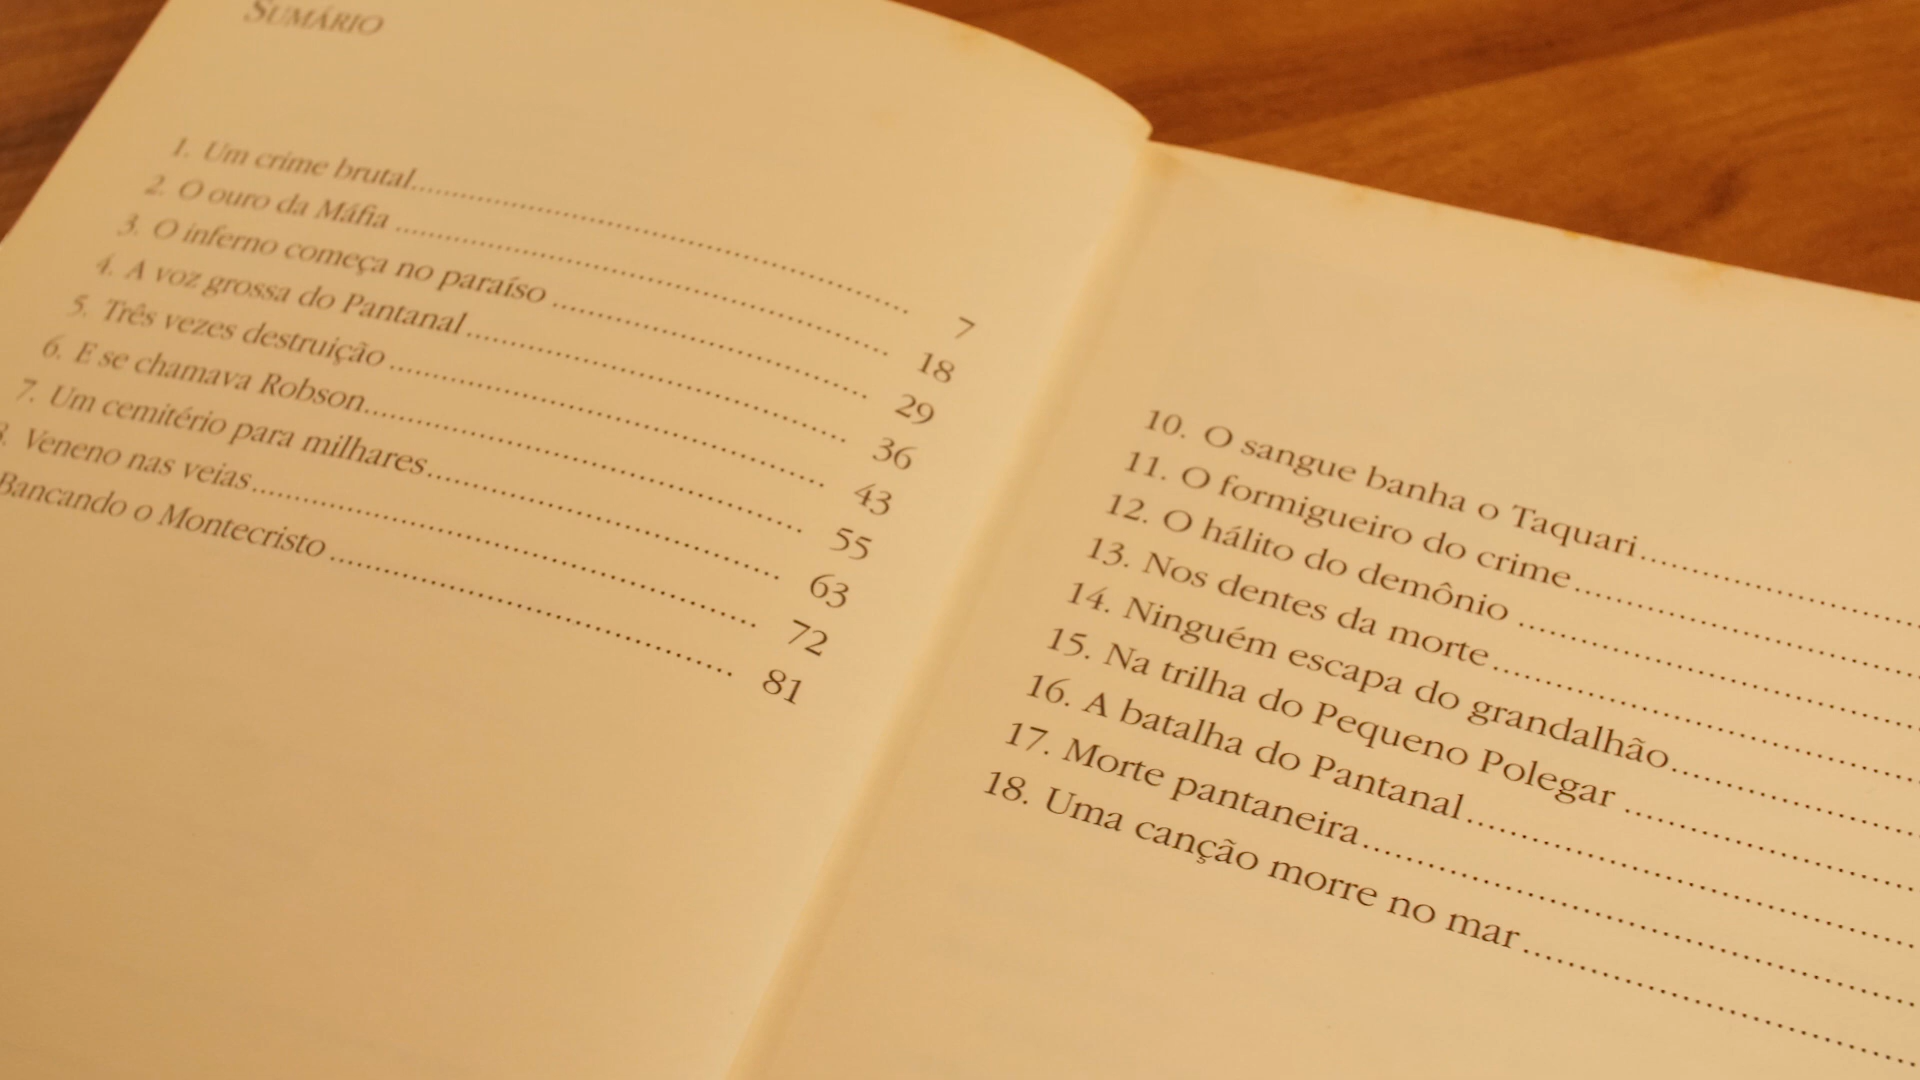 SUMÁRIO
1. Um crime brutal.................... 7
2. O ouro da Máfia .................... 18
3. O inferno começa no paraíso .................... 29
4. A voz grossa do Pantanal.................... 36
5. Três vezes destruição .................... 43
6. E se chamava Robson.................... 55
7. Um cemitério para milhares.................... 63
8. Veneno nas veias.................... 72
Bancando o Montecristo .................... 81
10. O sangue banha o Taquari....................
11. O formigueiro do crime....................
12. O hálito do demônio ....................
13. Nos dentes da morte....................
14. Ninguém escapa do grandalhão....................
15. Na trilha do Pequeno Polegar ....................
16. A batalha do Pantanal....................
17. Morte pantaneira....................
18. Uma canção morre no mar....................